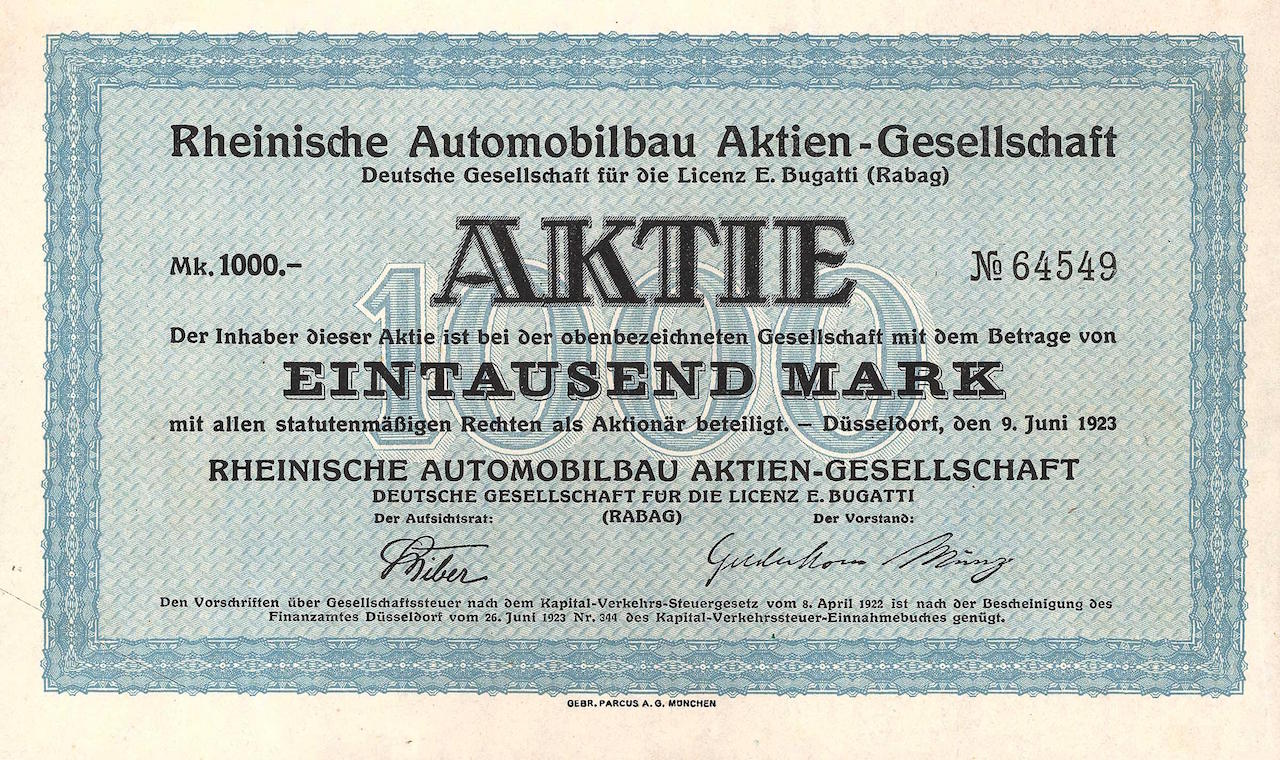 Rheinische Automobilbau Aktien-Gesellschaft
Deutsche Gesellschaft für die Licenz E. Bugatti (Rabag)
AKTIE
Mk. 1000.–
№ 64549
1000
Der Inhaber dieser Aktie ist bei der obenbezeichneten Gesellschaft mit dem Betrage von
EINTAUSEND MARK
mit allen statutenmäßigen Rechten als Aktionär beteiligt. – Düsseldorf, den 9. Juni 1923
RHEINISCHE AUTOMOBILBAU AKTIEN-GESELLSCHAFT
DEUTSCHE GESELLSCHAFT FÜR DIE LICENZ E. BUGATTI
(RABAG)
Der Aufsichtsrat:
Der Vorstand:
Den Vorschriften über Gesellschaftssteuer nach dem Kapital-Verkehrs-Steuergesetz vom 8. April 1922 ist nach der Bescheinigung des
Finanzamtes Düsseldorf vom 26. Juni 1923 Nr. 344 des Kapital-Verkehrssteuer-Einnahmebuches genügt.
GEBR. PARCUS A. G. MÜNCHEN